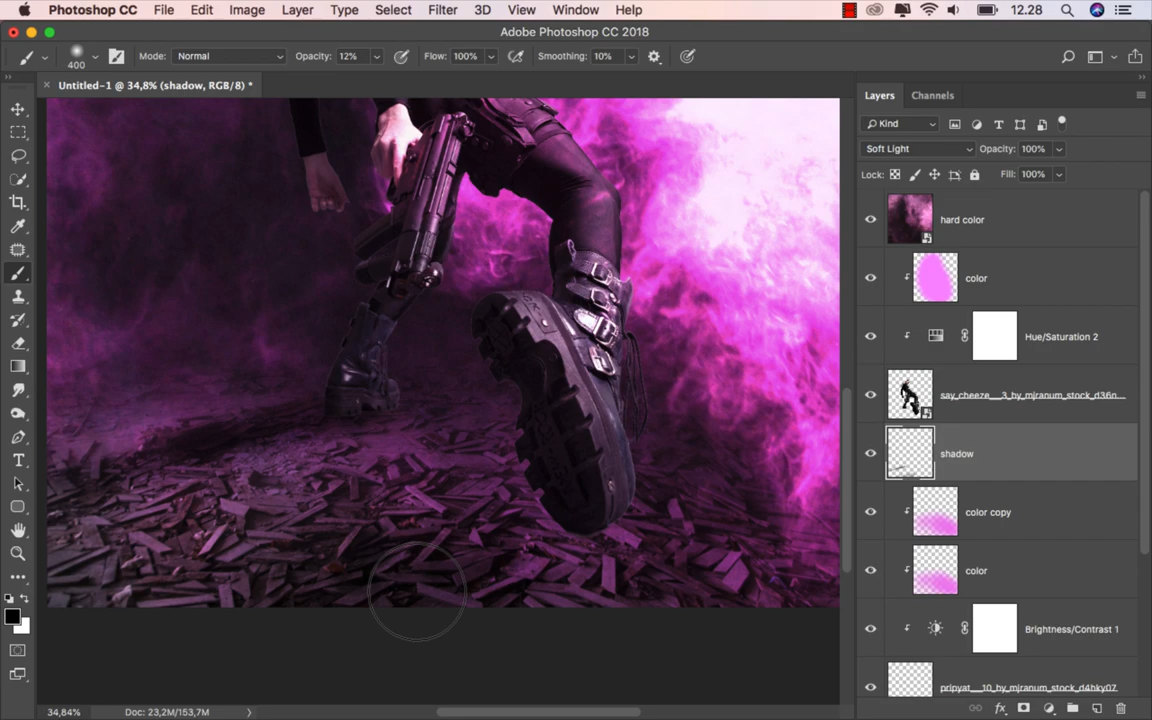 Photoshop CC File Edit Image Layer Type Select Filter 3D View Window Help 12.28
Adobe Photoshop CC 2018
400 Mode: Normal Opacity: 12% Flow: 100% Smoothing: 10%
× Untitled-1 @ 34,8% (shadow, RGB/8) *
Layers Channels
Kind
Soft Light Opacity: 100%
Lock: Fill: 100%
hard color
color
Hue/Saturation 2
say_cheeze___3_by_mjranum_stock_d36n...
shadow
color copy
color
Brightness/Contrast 1
pripyat___10_by_mjranum_stock_d4hky07
34,84% Doc: 23,2M/153,7M